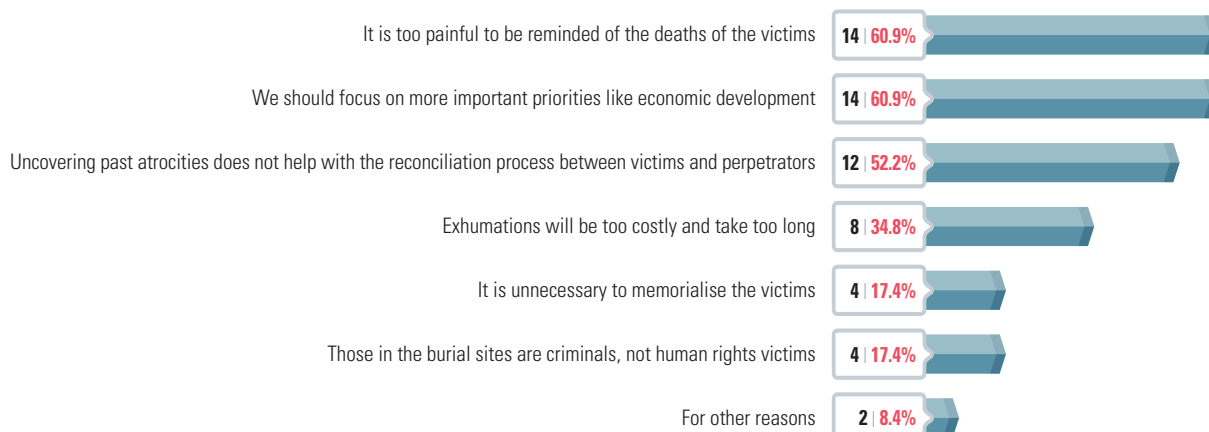 It is too painful to be reminded of the deaths of the victims 14 | 60.9%
We should focus on more important priorities like economic development 14 | 60.9%
Uncovering past atrocities does not help with the reconciliation process between victims and perpetrators 12 | 52.2%
Exhumations will be too costly and take too long 8 | 34.8%
It is unnecessary to memorialise the victims 4 | 17.4%
Those in the burial sites are criminals, not human rights victims 4 | 17.4%
For other reasons 2 | 8.4%